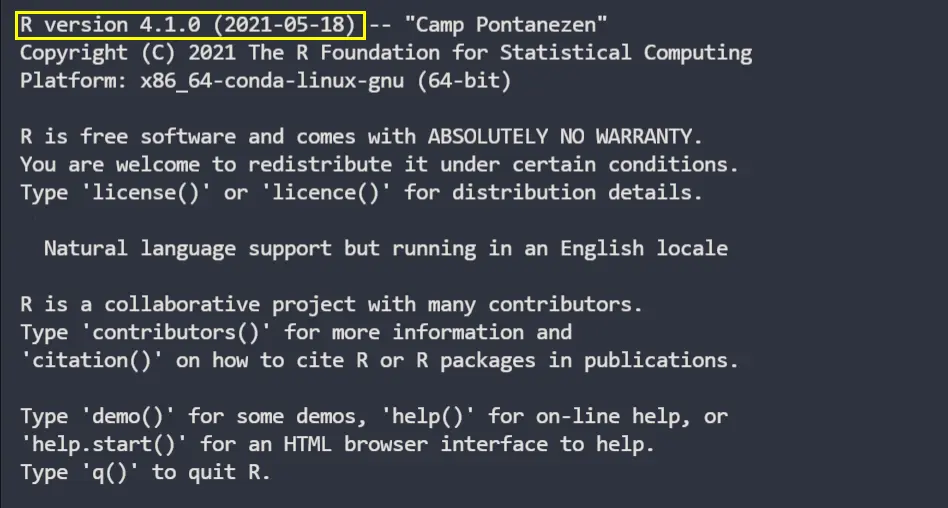 R version 4.1.0 (2021-05-18) -- "Camp Pontanezen"
Copyright (C) 2021 The R Foundation for Statistical Computing
Platform: x86_64-conda-linux-gnu (64-bit)
R is free software and comes with ABSOLUTELY NO WARRANTY.
You are welcome to redistribute it under certain conditions.
Type 'license()' or 'licence()' for distribution details.
Natural language support but running in an English locale
R is a collaborative project with many contributors.
Type 'contributors()' for more information and
'citation()' on how to cite R or R packages in publications.
Type 'demo()' for some demos, 'help()' for on-line help, or
'help.start()' for an HTML browser interface to help.
Type 'q()' to quit R.